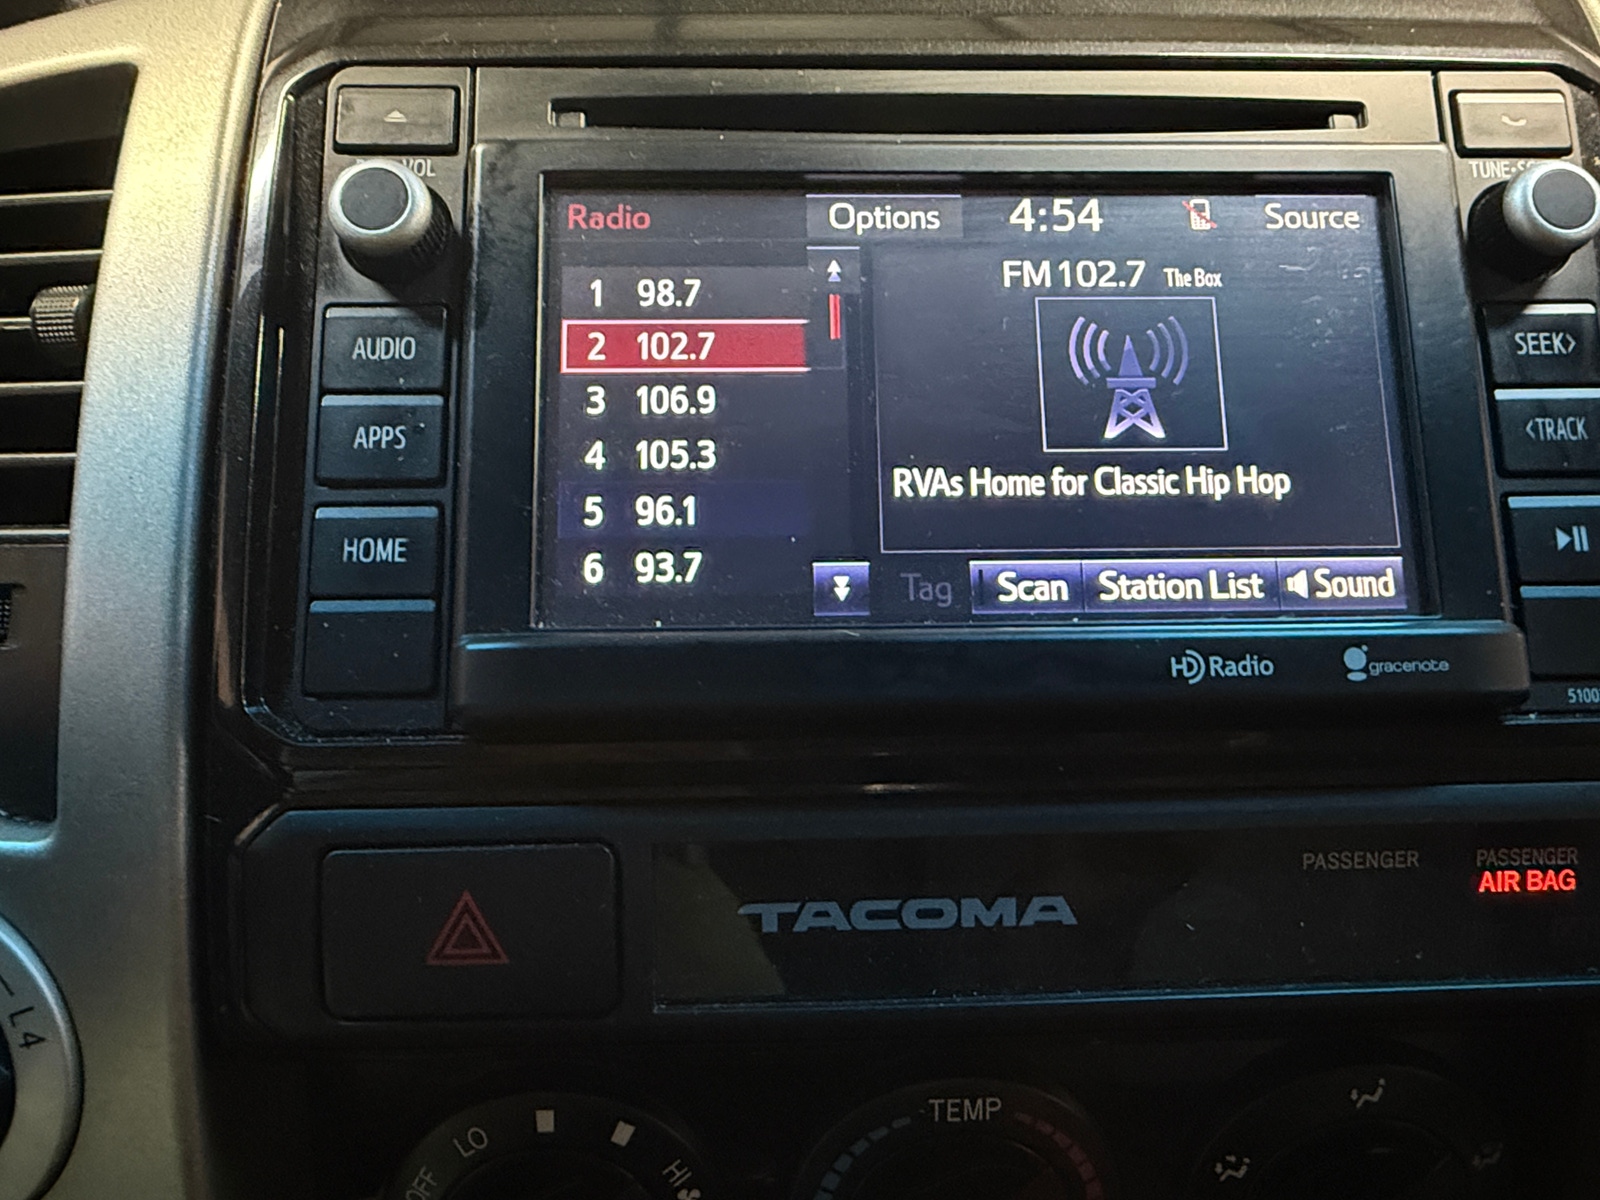 VOL
TUNE•SC
Radio
Options
4:54
Source
1 98.7
2 102.7
3 106.9
4 105.3
5 96.1
6 93.7
FM 102.7 The Box
RVAs Home for Classic Hip Hop
Tag
Scan
Station List
Sound
AUDIO
APPS
HOME
SEEK>
<TRACK
HD Radio
gracenote
5100
PASSENGER
PASSENGER
AIR BAG
TACOMA
L4
OFF
LO
HI
TEMP